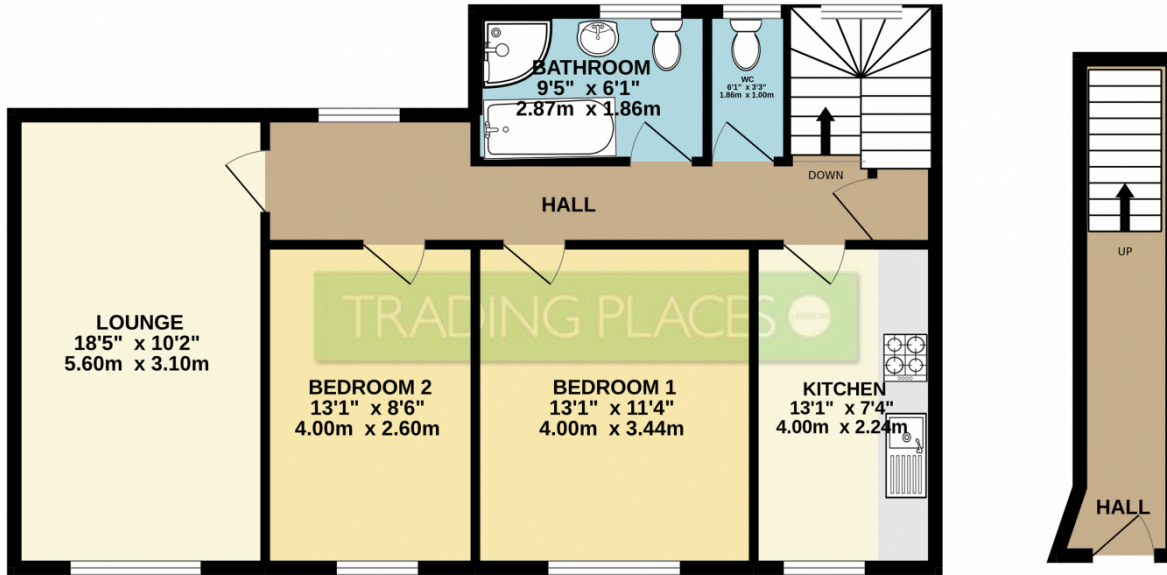 BATHROOM
9'5" x 6'1"
2.87m x 1.86m
WC
6'1" x 3'3"
1.86m x 1.00m
DOWN
HALL
LOUNGE
18'5" x 10'2"
5.60m x 3.10m
TRADING PLACES
BEDROOM 2
13'1" x 8'6"
4.00m x 2.60m
BEDROOM 1
13'1" x 11'4"
4.00m x 3.44m
KITCHEN
13'1" x 7'4"
4.00m x 2.24m
UP
HALL